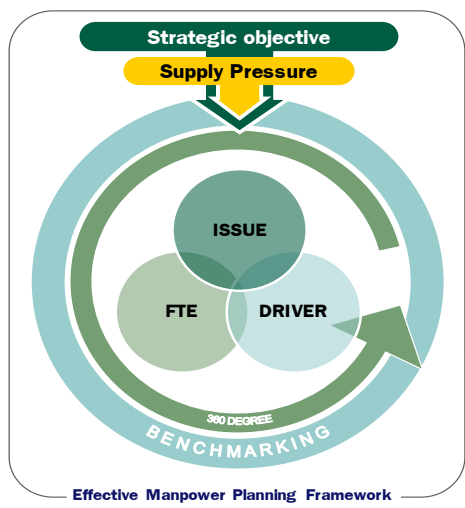 Strategic objective
Supply Pressure
ISSUE
FTE
DRIVER
360 DEGREE
BENCHMARKING
Effective Manpower Planning Framework